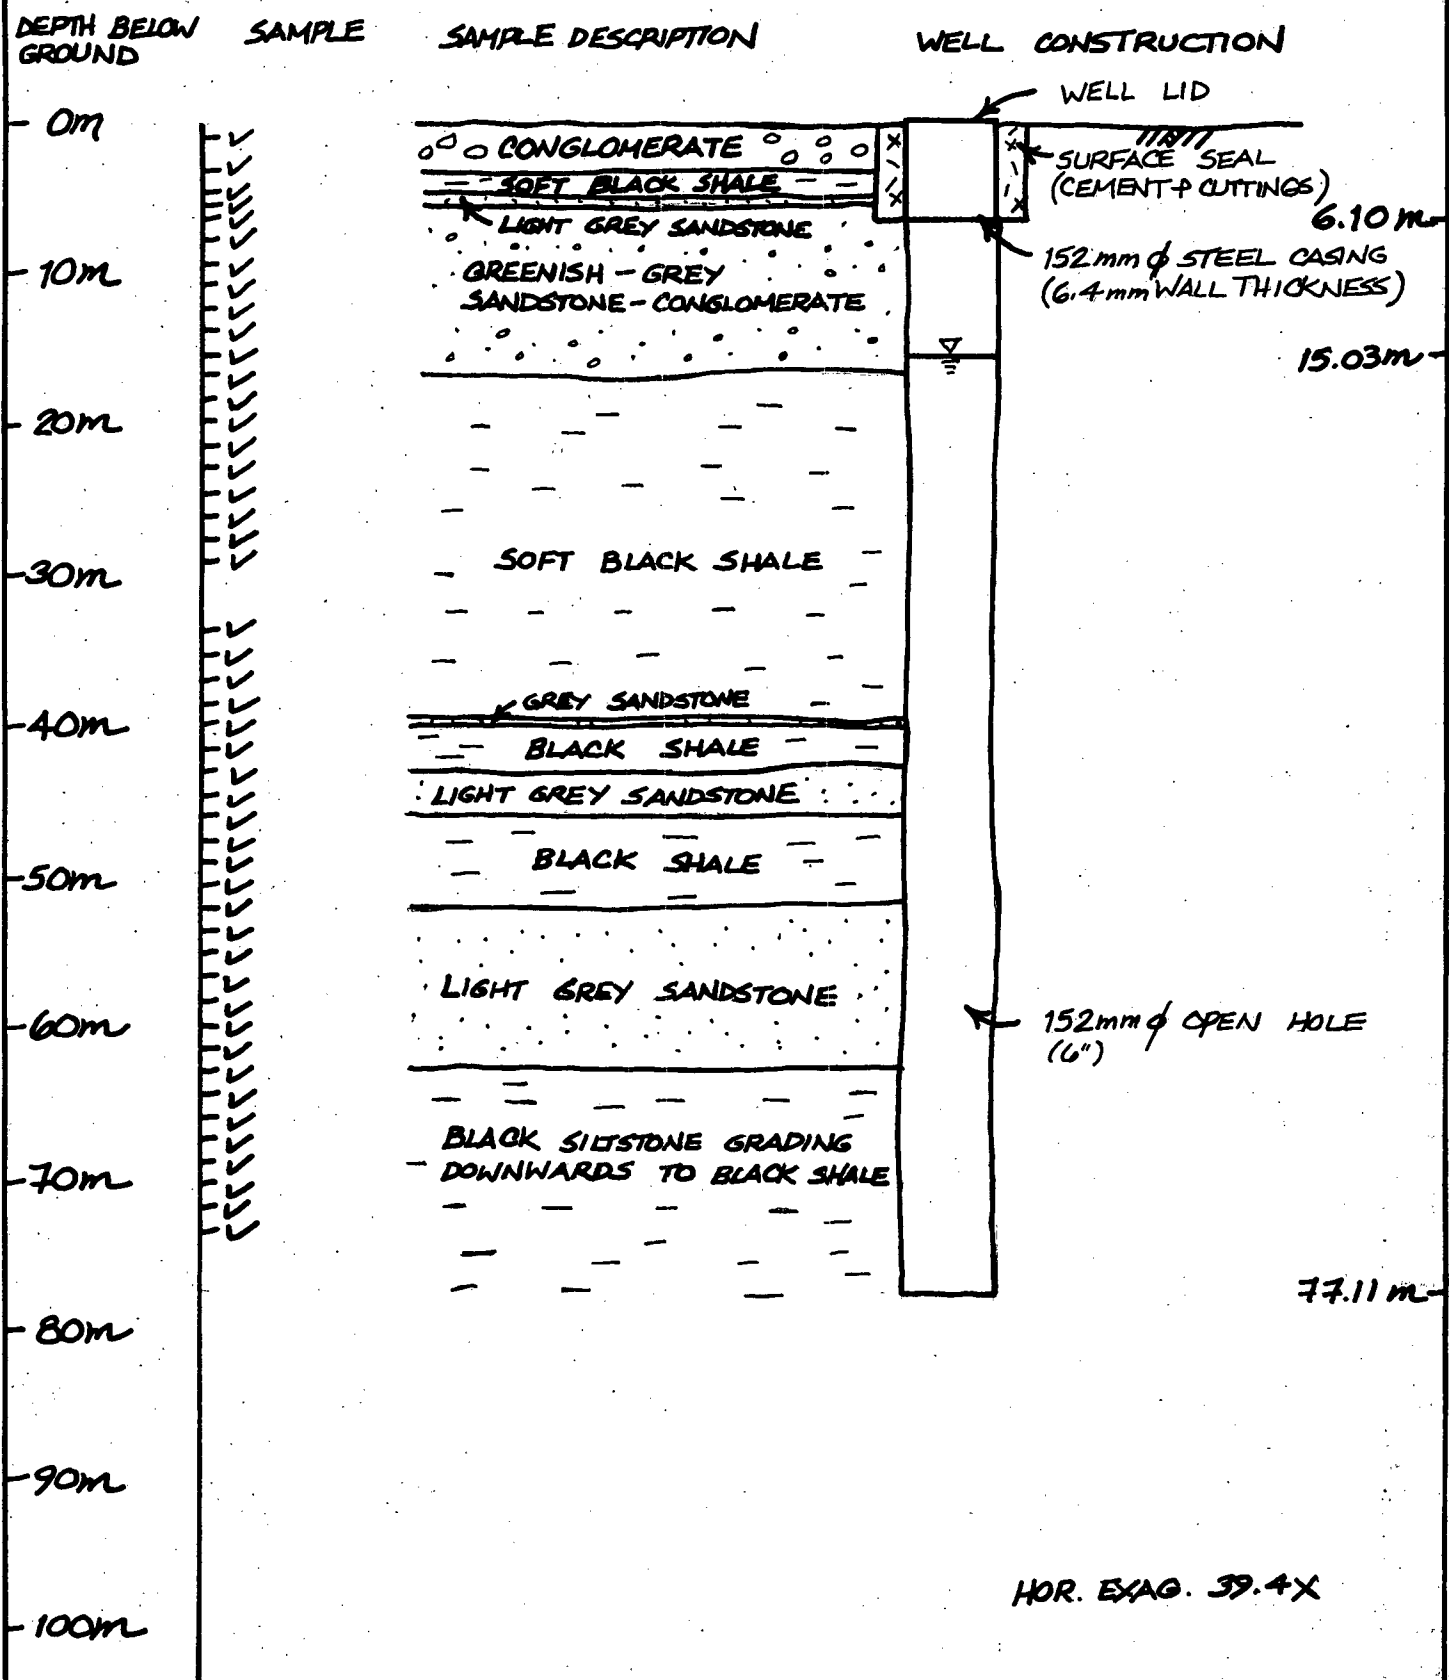 DEPTH BELOW
GROUND
SAMPLE
SAMPLE DESCRIPTION
WELL CONSTRUCTION
WELL LID
0m
CONGLOMERATE
SURFACE SEAL
(CEMENT + CUTTINGS)
SOFT BLACK SHALE
6.10 m
LIGHT GREY SANDSTONE
152mm ϕ STEEL CASING
(6.4mm WALL THICKNESS)
10m
GREENISH - GREY
SANDSTONE - CONGLOMERATE
15.03m
20m
SOFT BLACK SHALE
30m
GREY SANDSTONE
40m
BLACK SHALE
LIGHT GREY SANDSTONE
BLACK SHALE
50m
LIGHT GREY SANDSTONE
60m
152mm ϕ OPEN HOLE
(6")
BLACK SILTSTONE GRADING
DOWNWARDS TO BLACK SHALE
70m
77.11 m
80m
90m
HOR. EXAG. 39.4X
100m